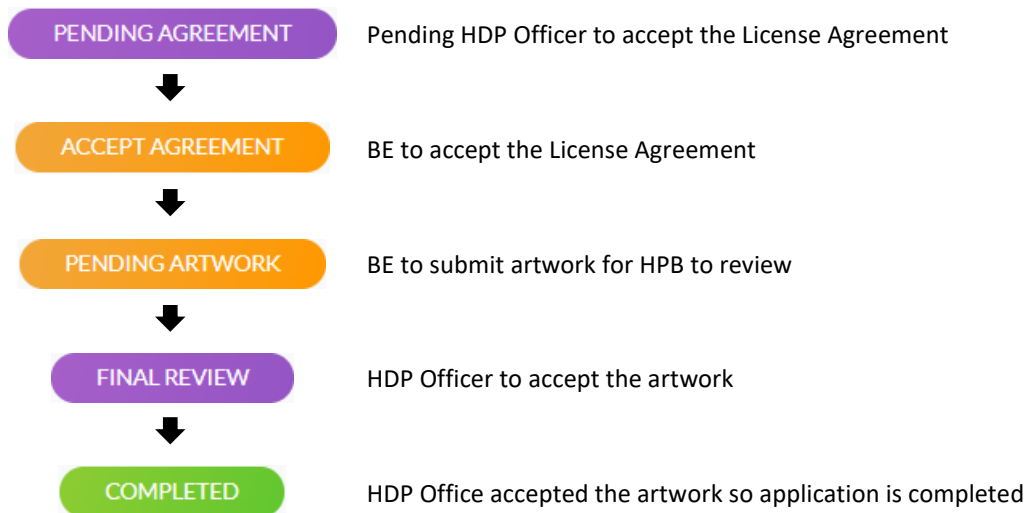 PENDING AGREEMENT Pending HDP Officer to accept the License Agreement
ACCEPT AGREEMENT BE to accept the License Agreement
PENDING ARTWORK BE to submit artwork for HPB to review
FINAL REVIEW HDP Officer to accept the artwork
COMPLETED HDP Office accepted the artwork so application is completed